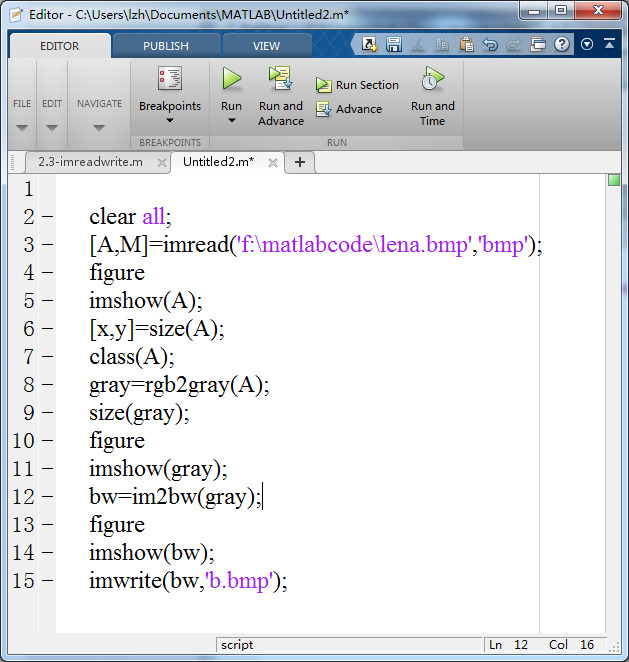 Editor - C:\Users\lzh\Documents\MATLAB\Untitled2.m*
EDITOR PUBLISH VIEW
FILE EDIT NAVIGATE Breakpoints Run Run and Advance Run Section Advance Run and Time
BREAKPOINTS RUN
2.3-imreadwrite.m Untitled2.m* +
1
2 – clear all;
3 – [A,M]=imread('f:\matlabcode\lena.bmp','bmp');
4 – figure
5 – imshow(A);
6 – [x,y]=size(A);
7 – class(A);
8 – gray=rgb2gray(A);
9 – size(gray);
10 – figure
11 – imshow(gray);
12 – bw=im2bw(gray);
13 – figure
14 – imshow(bw);
15 – imwrite(bw,'b.bmp');
script Ln 12 Col 16